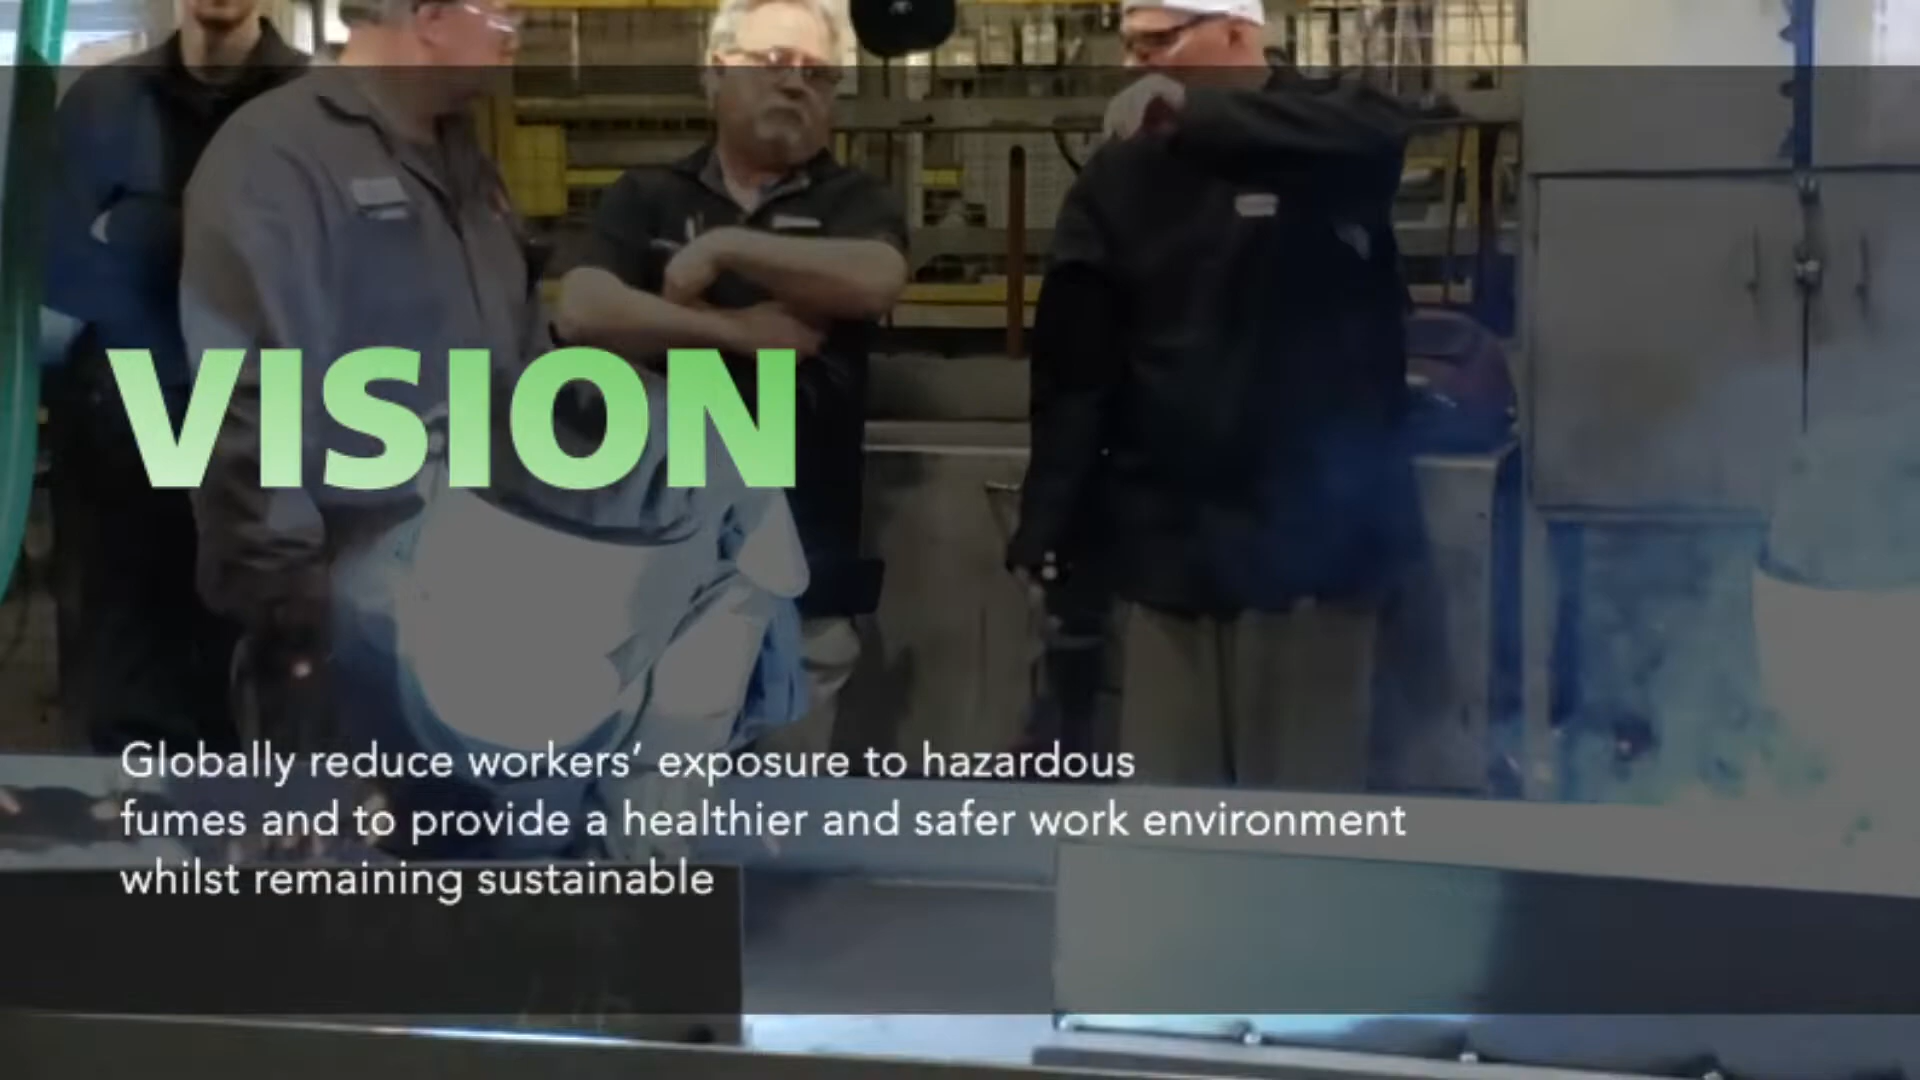 VISION
Globally reduce workers’ exposure to hazardous
fumes and to provide a healthier and safer work environment
whilst remaining sustainable